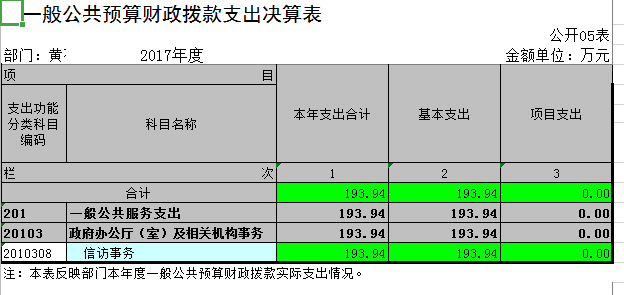 一般公共预算财政拨款支出决算表
公开05表
部门：黄 2017年度 金额单位：万元
项 目
支出功能分类科目编码 科目名称 本年支出合计 基本支出 项目支出
栏 次 1 2 3
合计 193.94 193.94 0.00
201 一般公共服务支出 193.94 193.94 0.00
20103 政府办公厅（室）及相关机构事务 193.94 193.94 0.00
2010308 信访事务 193.94 193.94 0.00
注：本表反映部门本年度一般公共预算财政拨款实际支出情况。